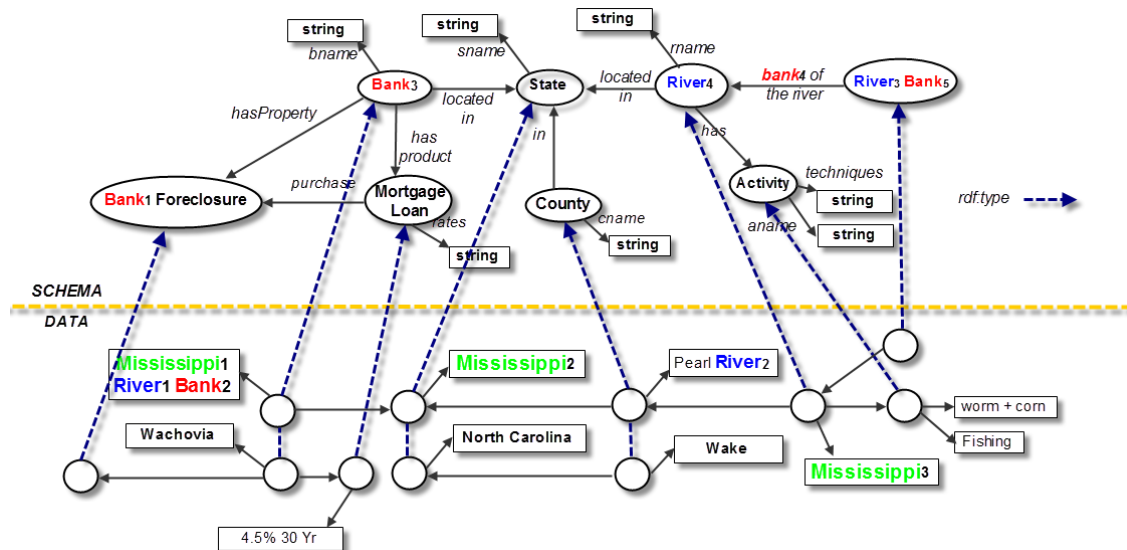 string
string
string
bname
sname
rname
Bank3
located
in
State
located
in
River4
bank4 of
the river
River3 Bank5
hasProperty
has
product
in
has
Bank1 Foreclosure
purchase
Mortgage
Loan
rates
string
County
cname
string
Activity
techniques
string
aname
string
rdf:type
SCHEMA
DATA
Mississippi1
River1 Bank2
Mississippi2
Pearl River2
worm + corn
Fishing
Wachovia
North Carolina
Wake
Mississippi3
4.5% 30 Yr